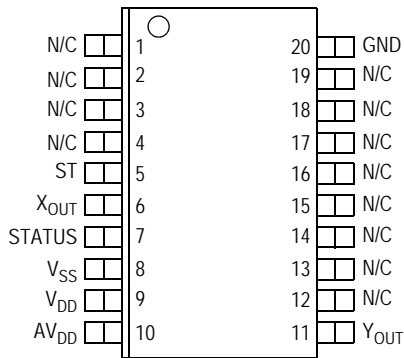 N/C 1 20 GND
N/C 2 19 N/C
N/C 3 18 N/C
N/C 4 17 N/C
ST 5 16 N/C
XOUT 6 15 N/C
STATUS 7 14 N/C
VSS 8 13 N/C
VDD 9 12 N/C
AVDD 10 11 YOUT